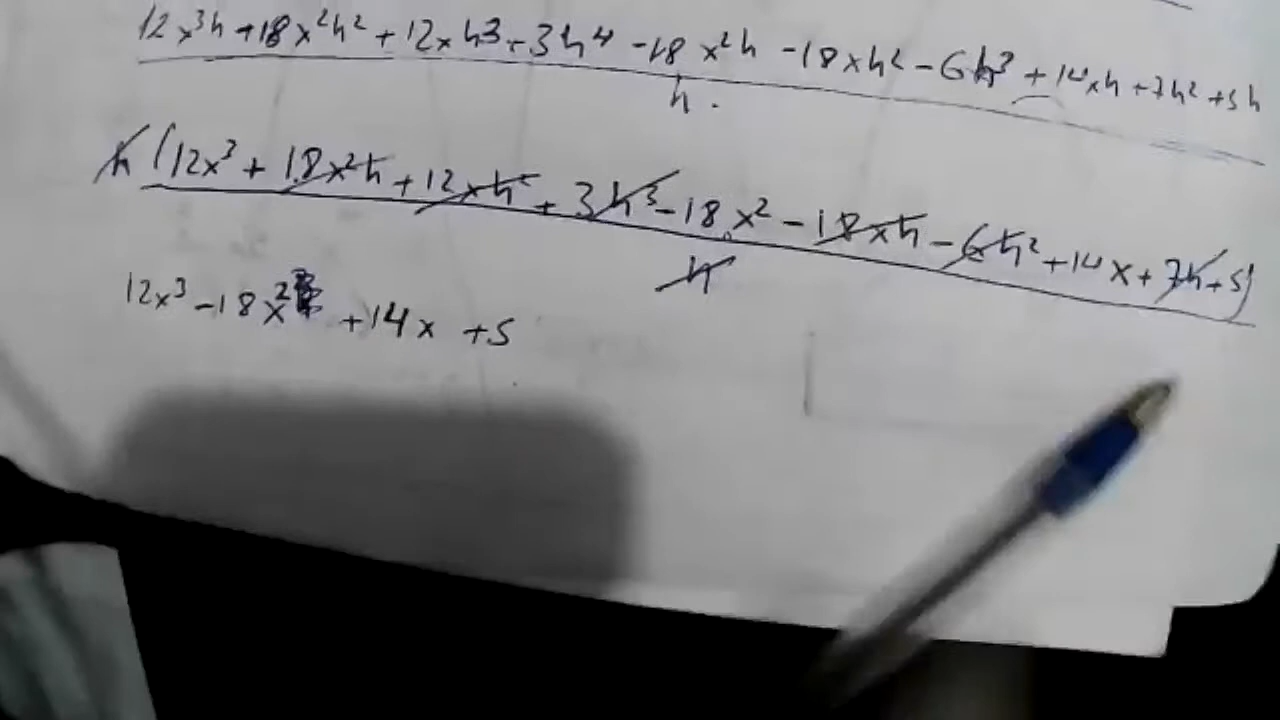 12x³h + 18x²h² + 12xh³ + 3h⁴ - 18x²h - 18xh² - 6h³ + 14xh + 7h² + 5h
h .
h (12x³ + 18x²h + 12xh² + 3h³ - 18x² - 18xh - 6h² + 14x + 7h + 5)
h
12x³ - 18x² + 14x + 5